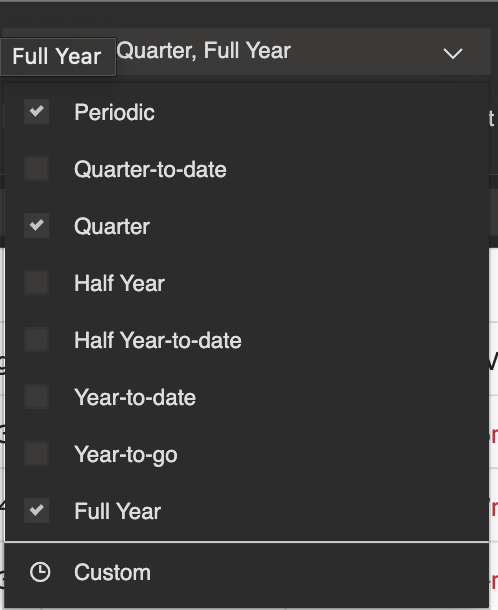 Full Year Quarter, Full Year
Periodic
Quarter-to-date
Quarter
Half Year
Half Year-to-date
Year-to-date
Year-to-go
Full Year
Custom